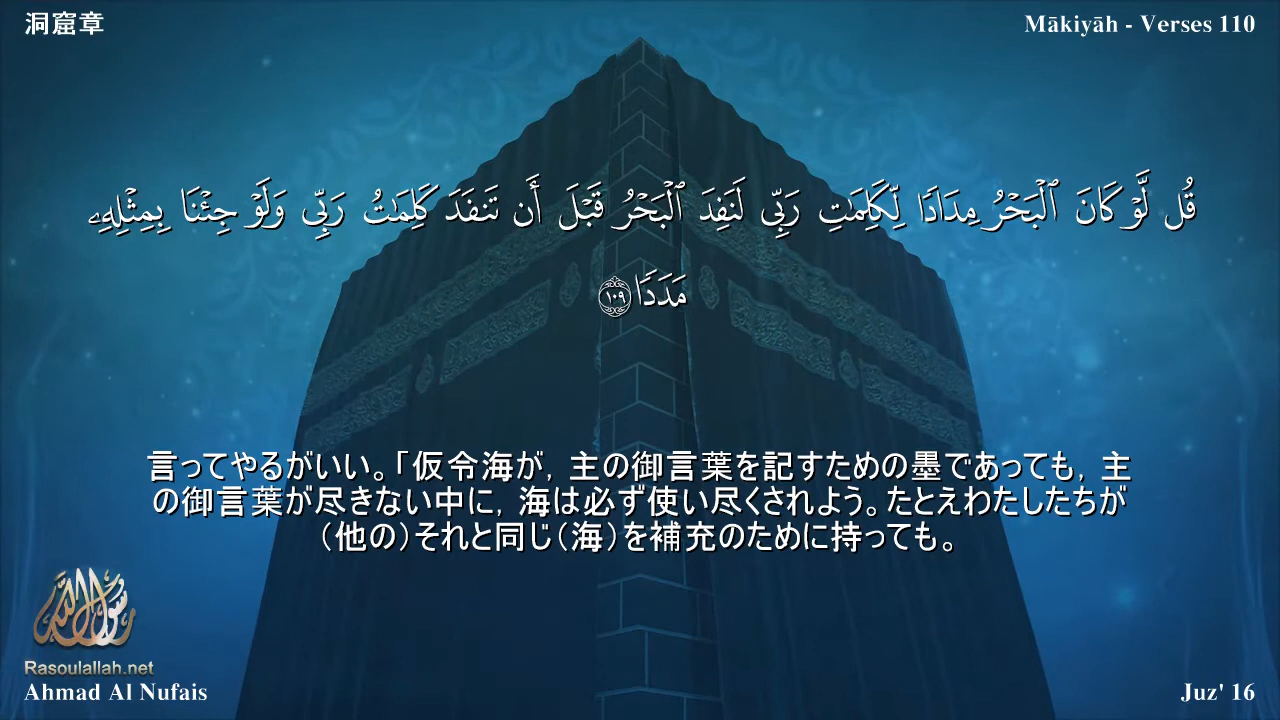 洞窟章
Mākiyāh - Verses 110
قُل لَّوْ كَانَ ٱلْبَحْرُ مِدَادًا لِّكَلِمَٰتِ رَبِّى لَنَفِدَ ٱلْبَحْرُ قَبْلَ أَن تَنفَدَ كَلِمَٰتُ رَبِّى وَلَوْ جِئْنَا بِمِثْلِهِۦ
مَدَدًا ١٠٩
言ってやるがいい。「仮令海が, 主の御言葉を記すための墨であっても, 主
の御言葉が尽きない中に, 海は必ず使い尽くされよう。たとえわたしたちが
(他の)それと同じ(海)を補充のために持っても。
رسول الله
Rasoulallah.net
Ahmad Al Nufais
Juz' 16